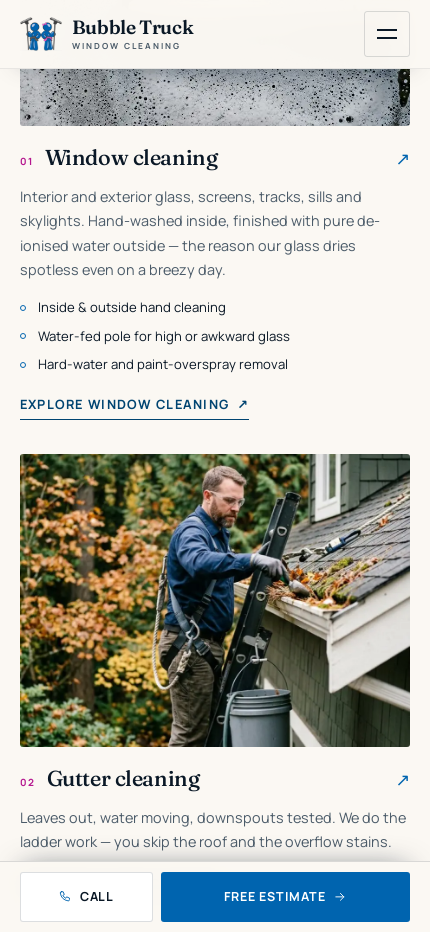 Bubble Truck
WINDOW CLEANING
01 Window cleaning ↗
Interior and exterior glass, screens, tracks, sills and
skylights. Hand-washed inside, finished with pure de-
ionised water outside — the reason our glass dries
spotless even on a breezy day.
Inside & outside hand cleaning
Water-fed pole for high or awkward glass
Hard-water and paint-overspray removal
EXPLORE WINDOW CLEANING ↗
02 Gutter cleaning ↗
Leaves out, water moving, downspouts tested. We do the
ladder work — you skip the roof and the overflow stains.
CALL
FREE ESTIMATE →